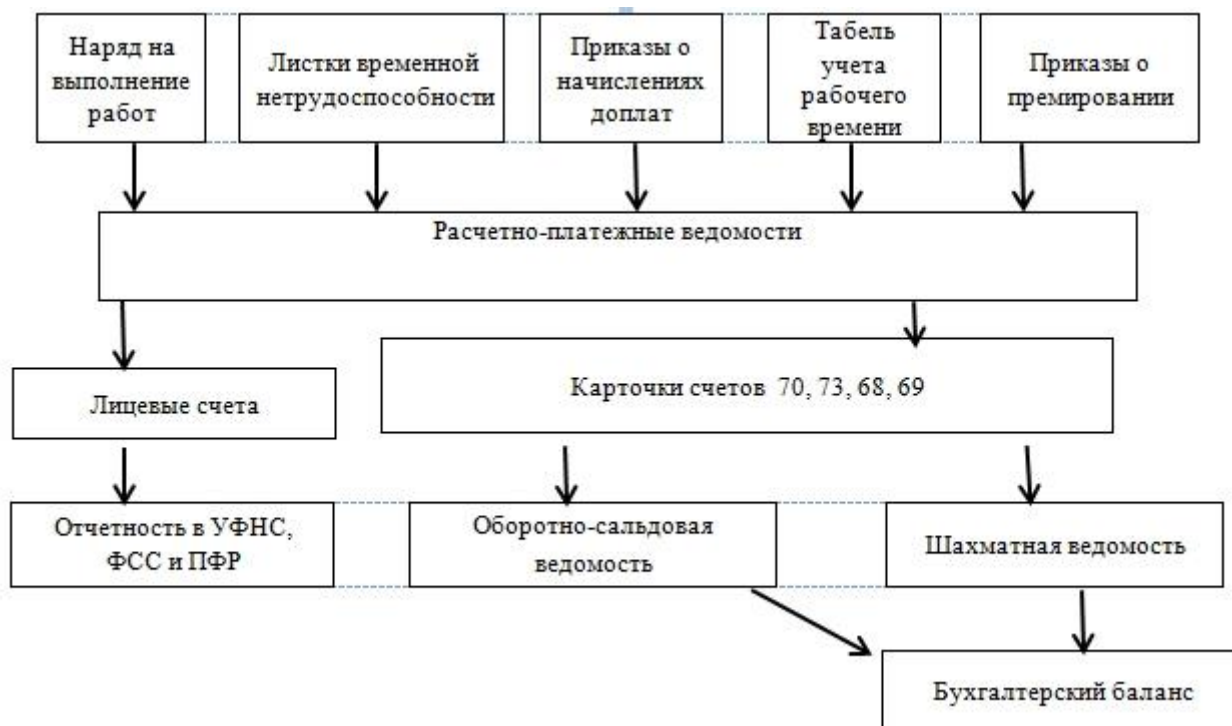 Наряд на
выполнение
работ
Листки временной
нетрудоспособности
Приказы о
начислениях
доплат
Табель
учета
рабочего
времени
Приказы о
премировании
Расчетно-платежные ведомости
Лицевые счета
Карточки счетов 70, 73, 68, 69
Отчетность в УФНС,
ФСС и ПФР
Оборотно-сальдовая
ведомость
Шахматная ведомость
Бухгалтерский баланс